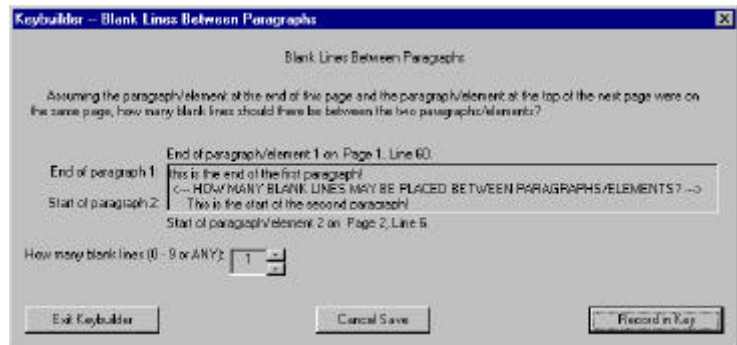 Keybuilder -- Blank Lines Between Paragraphs
Blank Lines Between Paragraphs
Assuming the paragraph/element at the end of this page and the paragraph/element at the top of the next page were on
the same page, how many blank lines should there be between the two paragraphs/elements?
End of paragraph/element 1 on Page 1, Line 60.
End of paragraph 1: this is the end of the first paragraph!
<-- HOW MANY BLANK LINES MAY BE PLACED BETWEEN PARAGRAPHS/ELEMENTS? -->
Start of paragraph 2: This is the start of the second paragraph!
Start of paragraph/element 2 on Page 2, Line 6.
How many blank lines (0 - 9 or ANY): 1
Exit Keybuilder Cancel Save Record in Key